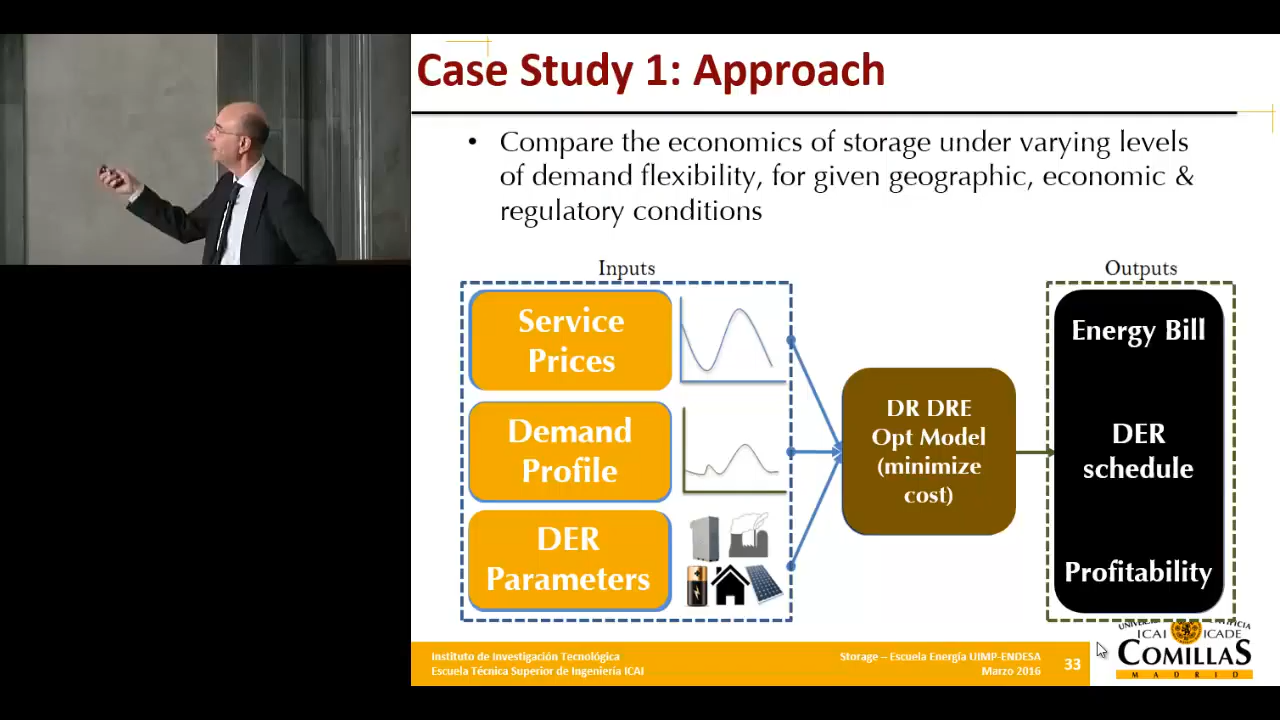 Case Study 1: Approach
• Compare the economics of storage under varying levels
of demand flexibility, for given geographic, economic &
regulatory conditions
Inputs
Outputs
Service
Prices
Demand
Profile
DER
Parameters
DR DRE
Opt Model
(minimize
cost)
Energy Bill
DER
schedule
Profitability
Instituto de Investigación Tecnológica
Escuela Técnica Superior de Ingeniería ICAI
Storage – Escuela Energía UIMP-ENDESA
Marzo 2016
33
ICAI ICADE
COMILLAS
MADRID